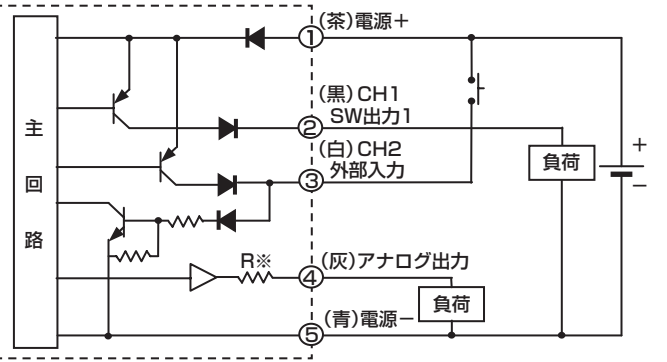 ①
(茶)電源+
(黒)CH1
SW出力1
②
(白)CH2
外部入力
③
主
回
路
負荷
+
−
R※
④
(灰)アナログ出力
負荷
⑤
(青)電源−